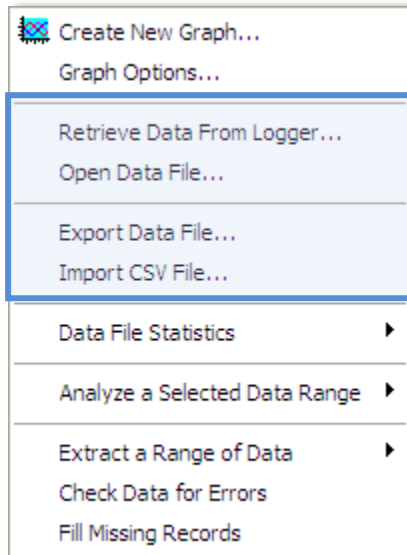 Create New Graph...
Graph Options...
Retrieve Data From Logger...
Open Data File...
Export Data File...
Import CSV File...
Data File Statistics
Analyze a Selected Data Range
Extract a Range of Data
Check Data for Errors
Fill Missing Records